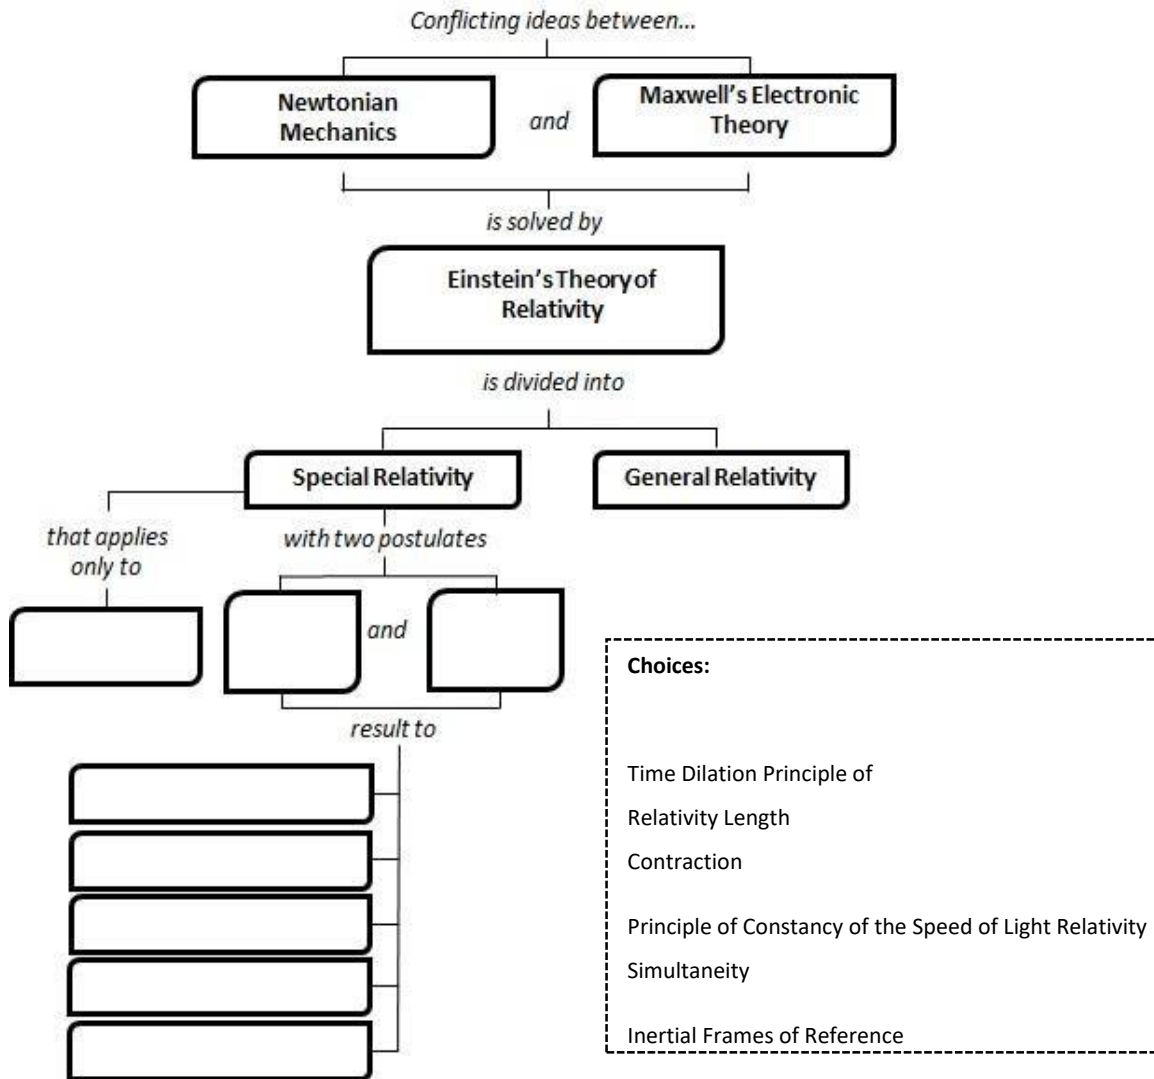 Conflicting ideas between...
Newtonian
Mechanics
and
Maxwell's Electronic
Theory
is solved by
Einstein's Theory of
Relativity
is divided into
Special Relativity
General Relativity
that applies
only to
with two postulates
and
result to
Choices:
Time Dilation Principle of
Relativity Length
Contraction
Principle of Constancy of the Speed of Light Relativity
Simultaneity
Inertial Frames of Reference